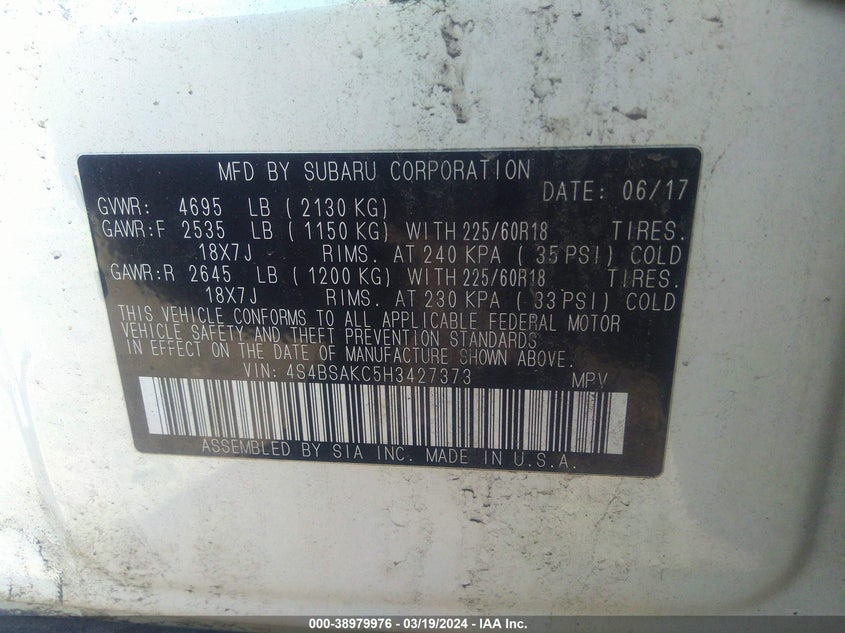 MFD BY SUBARU CORPORATION
DATE: 06/17
GVWR: 4695 LB ( 2130 KG)
GAWR:F 2535 LB ( 1150 KG) WITH 225/60R18 TIRES.
18X7J RIMS. AT 240 KPA ( 35 PSI) COLD
GAWR:R 2645 LB ( 1200 KG) WITH 225/60R18 TIRES.
18X7J RIMS. AT 230 KPA ( 33 PSI) COLD
THIS VEHICLE CONFORMS TO ALL APPLICABLE FEDERAL MOTOR
VEHICLE SAFETY AND THEFT PREVENTION STANDARDS
IN EFFECT ON THE DATE OF MANUFACTURE SHOWN ABOVE.
VIN: 4S4BSAKC5H3427373 MPV
ASSEMBLED BY SIA INC. MADE IN U.S.A.
000-38979976 - 03/19/2024 - IAA Inc.